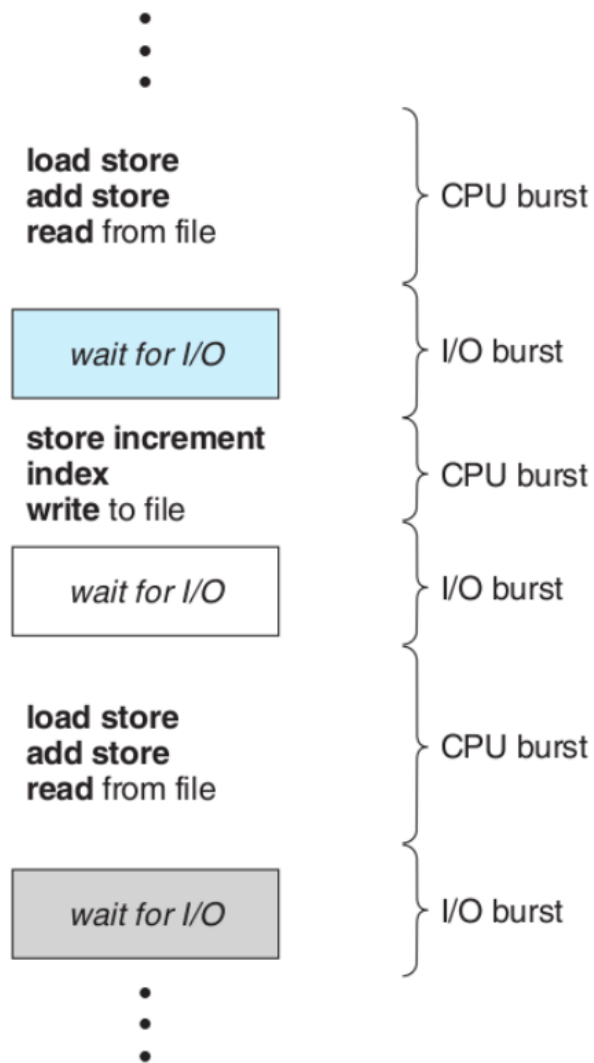 load store
add store
read from file
CPU burst
wait for I/O
I/O burst
store increment
index
write to file
CPU burst
wait for I/O
I/O burst
load store
add store
read from file
CPU burst
wait for I/O
I/O burst